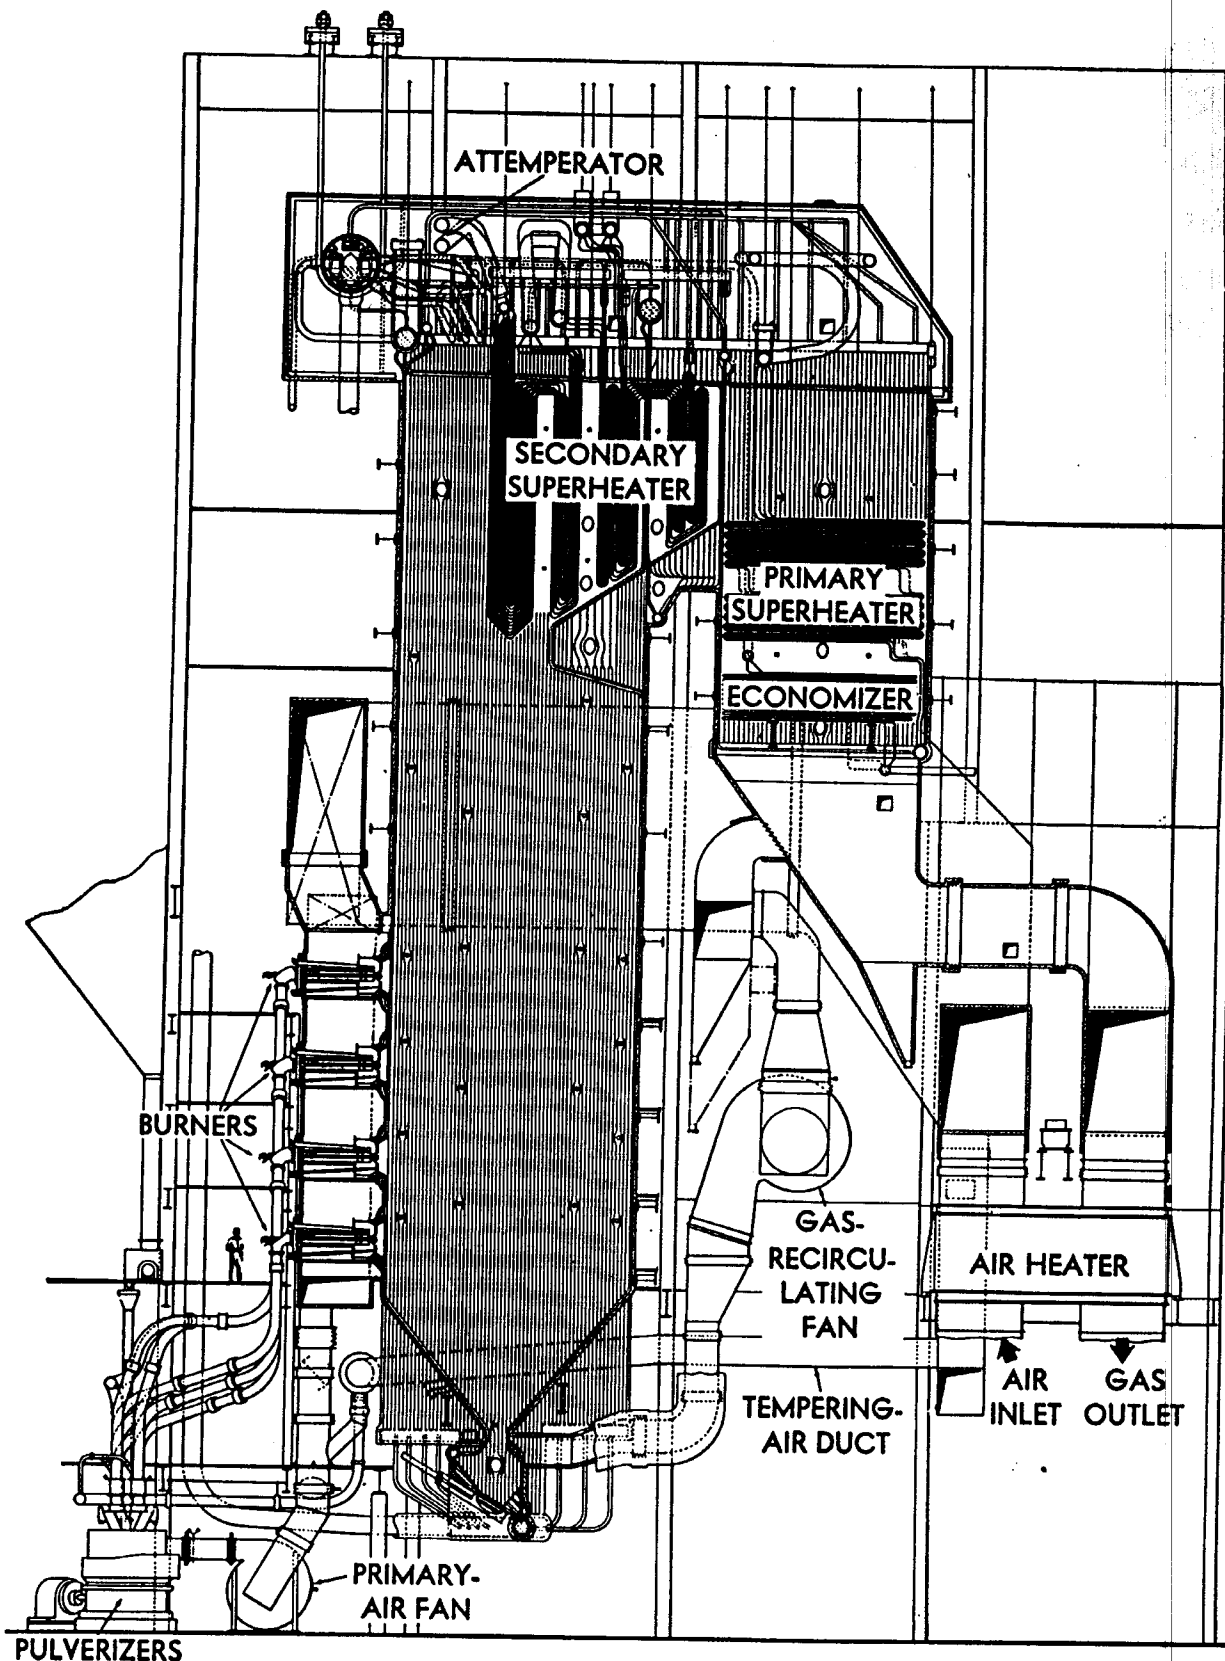 ATTEMPERATOR
SECONDARY
SUPERHEATER
PRIMARY
SUPERHEATER
ECONOMIZER
BURNERS
GAS-
RECIRCU-
LATING
FAN
AIR HEATER
AIR
INLET
GAS
OUTLET
TEMPERING-
AIR DUCT
PRIMARY-
AIR FAN
PULVERIZERS